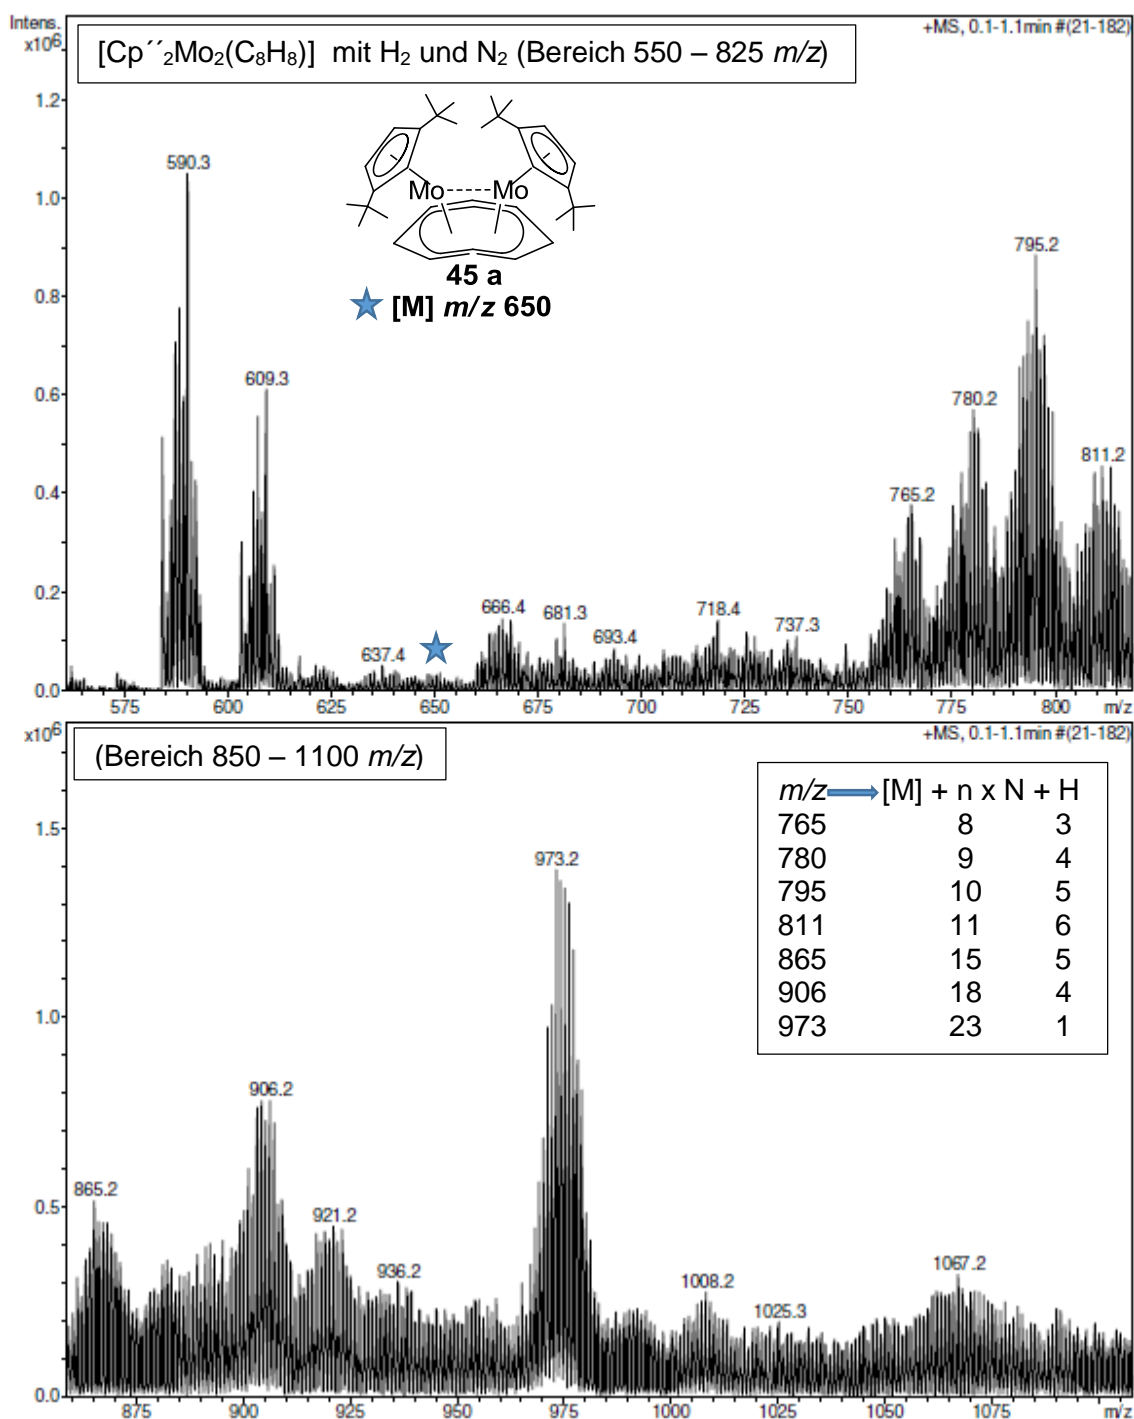 Intens.
x10⁶
+MS, 0.1-1.1min #(21-182)
[Cp´´₂Mo₂(C₈H₈)] mit H₂ und N₂ (Bereich 550 – 825 m/z)
1.2
1.0
0.8
0.6
0.4
0.2
0.0
590.3
609.3
637.4
666.4
681.3
693.4
718.4
737.3
765.2
780.2
795.2
811.2
Mo
Mo
45 a
[M] m/z 650
575
600
625
650
675
700
725
750
775
800
m/z
x10⁶
+MS, 0.1-1.1min #(21-182)
(Bereich 850 – 1100 m/z)
1.5
1.0
0.5
0.0
m/z [M] + n x N + H
765 8 3
780 9 4
795 10 5
811 11 6
865 15 5
906 18 4
973 23 1
865.2
906.2
921.2
936.2
973.2
1008.2
1025.3
1067.2
875
900
925
950
975
1000
1025
1050
1075
m/z